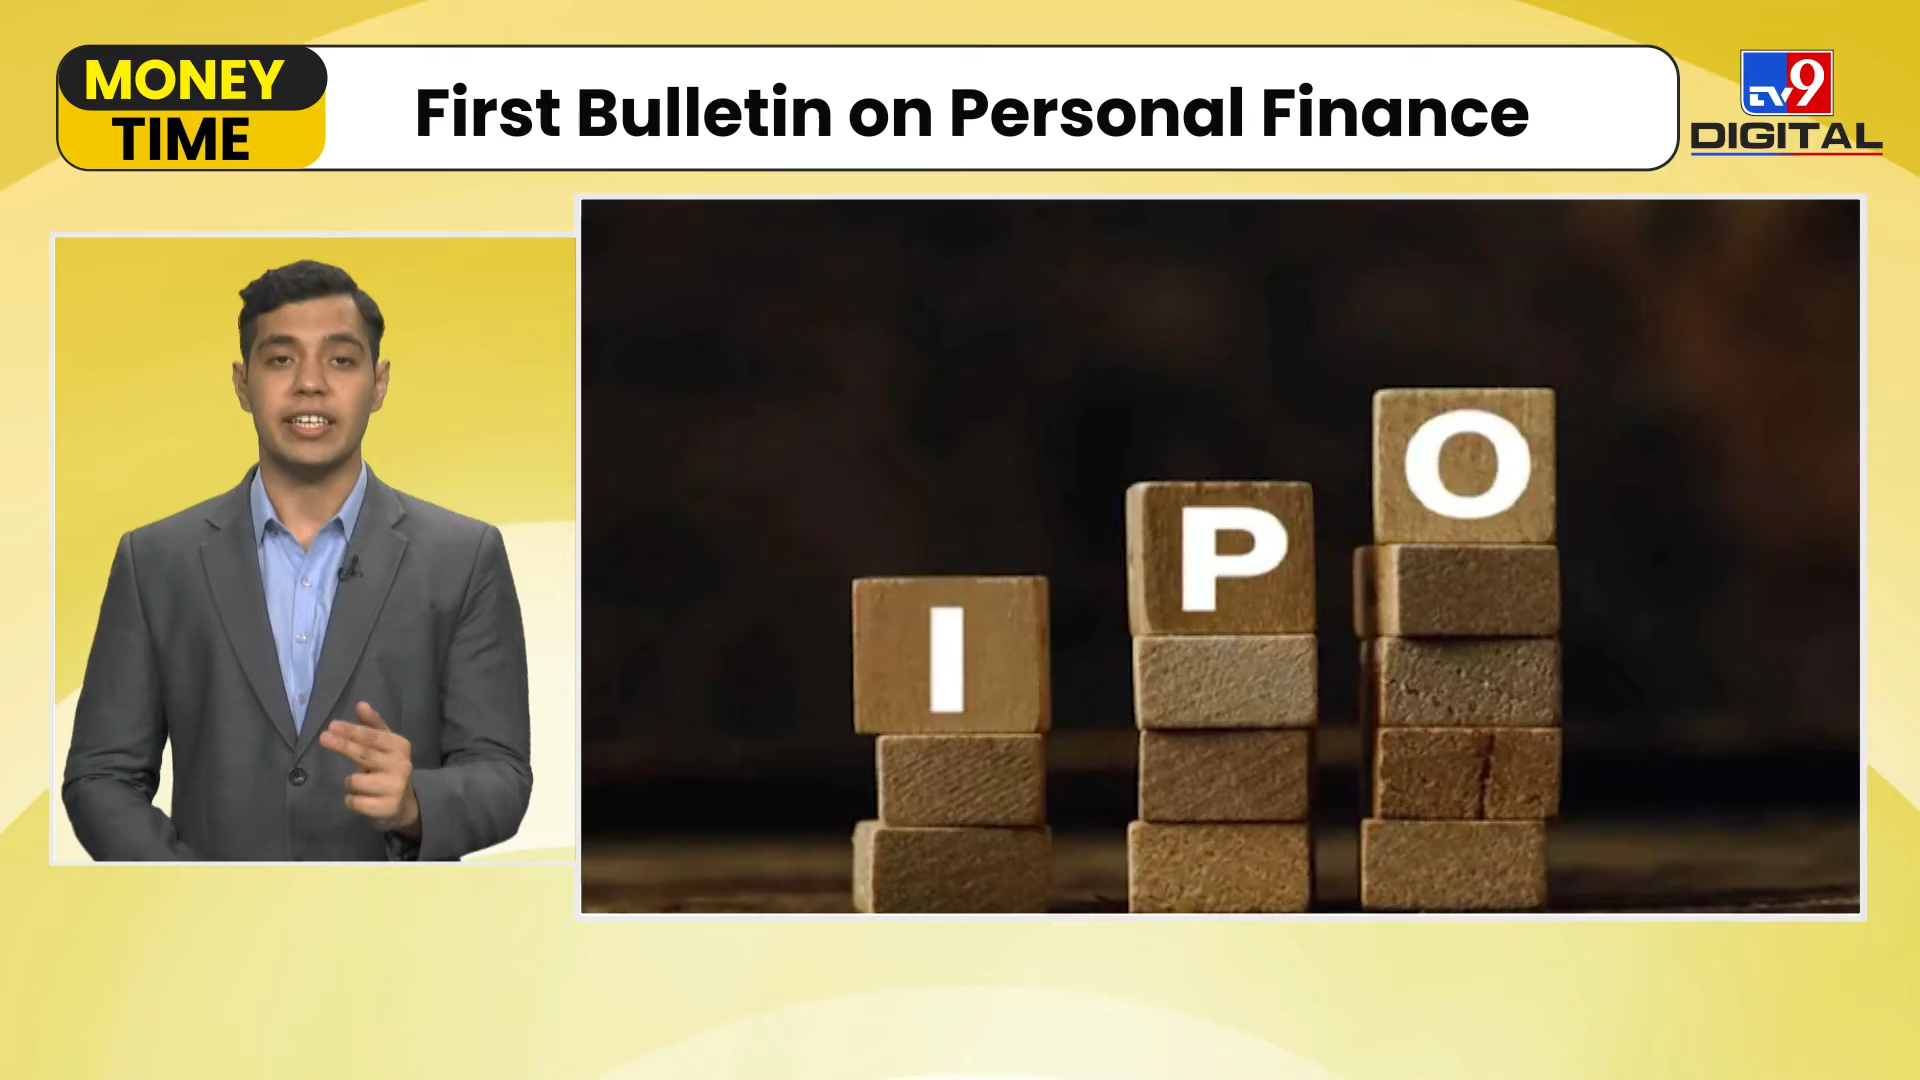 MONEY
TIME
First Bulletin on Personal Finance
TV9
DIGITAL
I
P
O